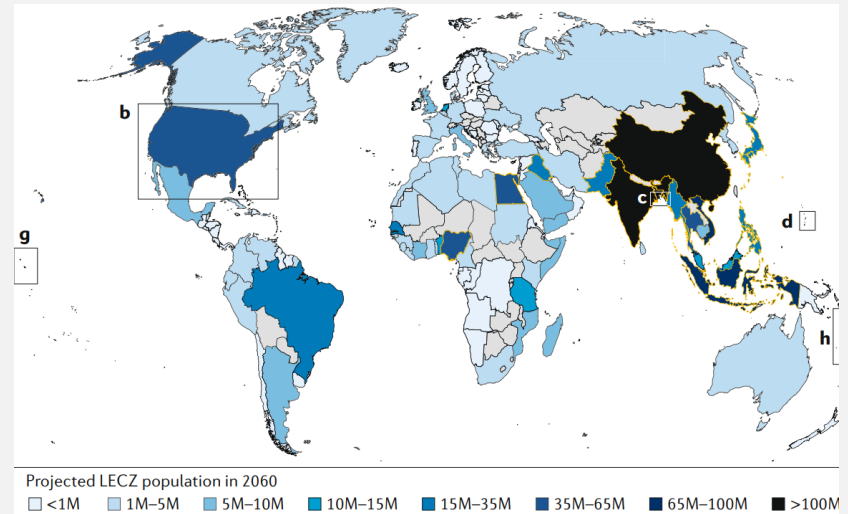 b
c
d
g
h
Projected LECZ population in 2060
<1M 1M–5M 5M–10M 10M–15M 15M–35M 35M–65M 65M–100M >100M